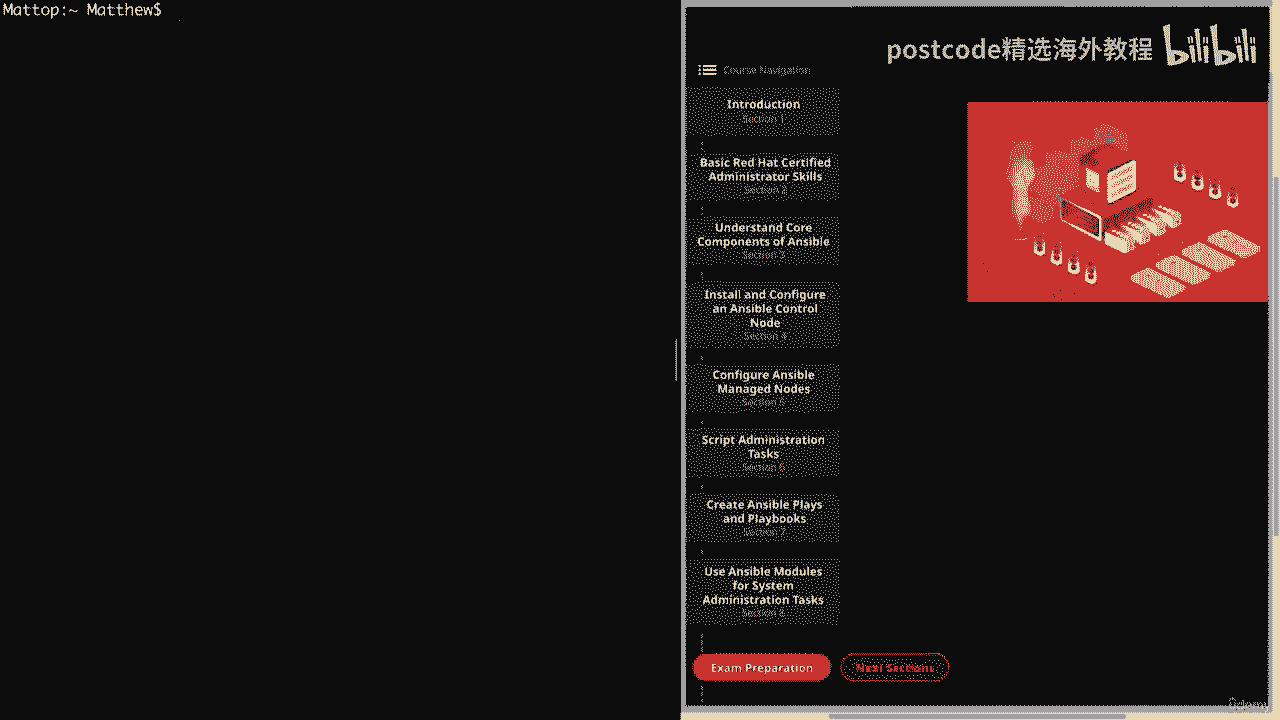 Mattop:~ Matthew$
postcode精选海外教程 bilibili
Course Navigation
Introduction
Section 1
Basic Red Hat Certified
Administrator Skills
Section 2
Understand Core
Components of Ansible
Section 3
Install and Configure
an Ansible Control
Node
Section 4
Configure Ansible
Managed Nodes
Section 5
Script Administration
Tasks
Section 6
Create Ansible Plays
and Playbooks
Section 7
Use Ansible Modules
for System
Administration Tasks
Section 8
Exam Preparation
Next Sections
Udemy